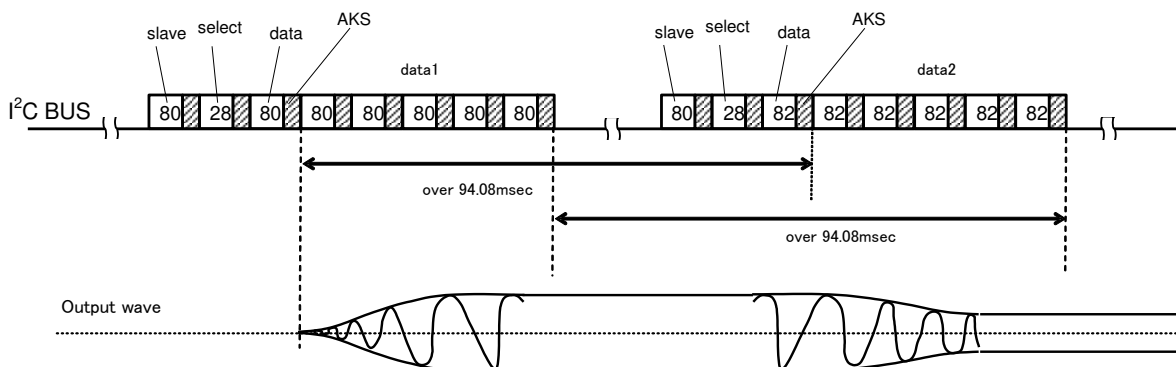 AKS AKS
slave select data slave select data
data1 data2
I²C BUS 80 28 80 80 80 80 80 80 80 28 82 82 82 82 82 82
over 94.08msec
over 94.08msec
Output wave